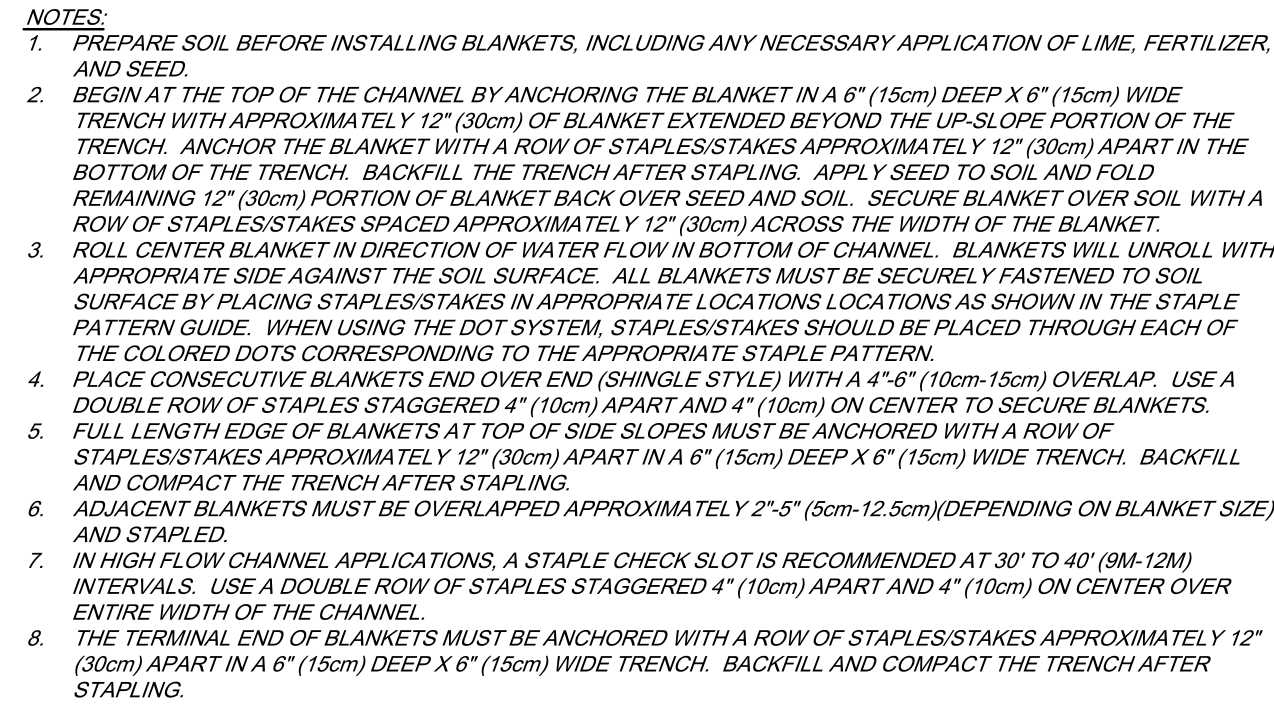 NOTES:
1. PREPARE SOIL BEFORE INSTALLING BLANKETS, INCLUDING ANY NECESSARY APPLICATION OF LIME, FERTILIZER,
AND SEED.
2. BEGIN AT THE TOP OF THE CHANNEL BY ANCHORING THE BLANKET IN A 6" (15cm) DEEP X 6" (15cm) WIDE
TRENCH WITH APPROXIMATELY 12" (30cm) OF BLANKET EXTENDED BEYOND THE UP-SLOPE PORTION OF THE
TRENCH. ANCHOR THE BLANKET WITH A ROW OF STAPLES/STAKES APPROXIMATELY 12" (30cm) APART IN THE
BOTTOM OF THE TRENCH. BACKFILL THE TRENCH AFTER STAPLING. APPLY SEED TO SOIL AND FOLD
REMAINING 12" (30cm) PORTION OF BLANKET BACK OVER SEED AND SOIL. SECURE BLANKET OVER SOIL WITH A
ROW OF STAPLES/STAKES SPACED APPROXIMATELY 12" (30cm) ACROSS THE WIDTH OF THE BLANKET.
3. ROLL CENTER BLANKET IN DIRECTION OF WATER FLOW IN BOTTOM OF CHANNEL. BLANKETS WILL UNROLL WITH
APPROPRIATE SIDE AGAINST THE SOIL SURFACE. ALL BLANKETS MUST BE SECURELY FASTENED TO SOIL
SURFACE BY PLACING STAPLES/STAKES IN APPROPRIATE LOCATIONS LOCATIONS AS SHOWN IN THE STAPLE
PATTERN GUIDE. WHEN USING THE DOT SYSTEM, STAPLES/STAKES SHOULD BE PLACED THROUGH EACH OF
THE COLORED DOTS CORRESPONDING TO THE APPROPRIATE STAPLE PATTERN.
4. PLACE CONSECUTIVE BLANKETS END OVER END (SHINGLE STYLE) WITH A 4"-6" (10cm-15cm) OVERLAP. USE A
DOUBLE ROW OF STAPLES STAGGERED 4" (10cm) APART AND 4" (10cm) ON CENTER TO SECURE BLANKETS.
5. FULL LENGTH EDGE OF BLANKETS AT TOP OF SIDE SLOPES MUST BE ANCHORED WITH A ROW OF
STAPLES/STAKES APPROXIMATELY 12" (30cm) APART IN A 6" (15cm) DEEP X 6" (15cm) WIDE TRENCH. BACKFILL
AND COMPACT THE TRENCH AFTER STAPLING.
6. ADJACENT BLANKETS MUST BE OVERLAPPED APPROXIMATELY 2"-5" (5cm-12.5cm)(DEPENDING ON BLANKET SIZE)
AND STAPLED.
7. IN HIGH FLOW CHANNEL APPLICATIONS, A STAPLE CHECK SLOT IS RECOMMENDED AT 30' TO 40' (9M-12M)
INTERVALS. USE A DOUBLE ROW OF STAPLES STAGGERED 4" (10cm) APART AND 4" (10cm) ON CENTER OVER
ENTIRE WIDTH OF THE CHANNEL.
8. THE TERMINAL END OF BLANKETS MUST BE ANCHORED WITH A ROW OF STAPLES/STAKES APPROXIMATELY 12"
(30cm) APART IN A 6" (15cm) DEEP X 6" (15cm) WIDE TRENCH. BACKFILL AND COMPACT THE TRENCH AFTER
STAPLING.